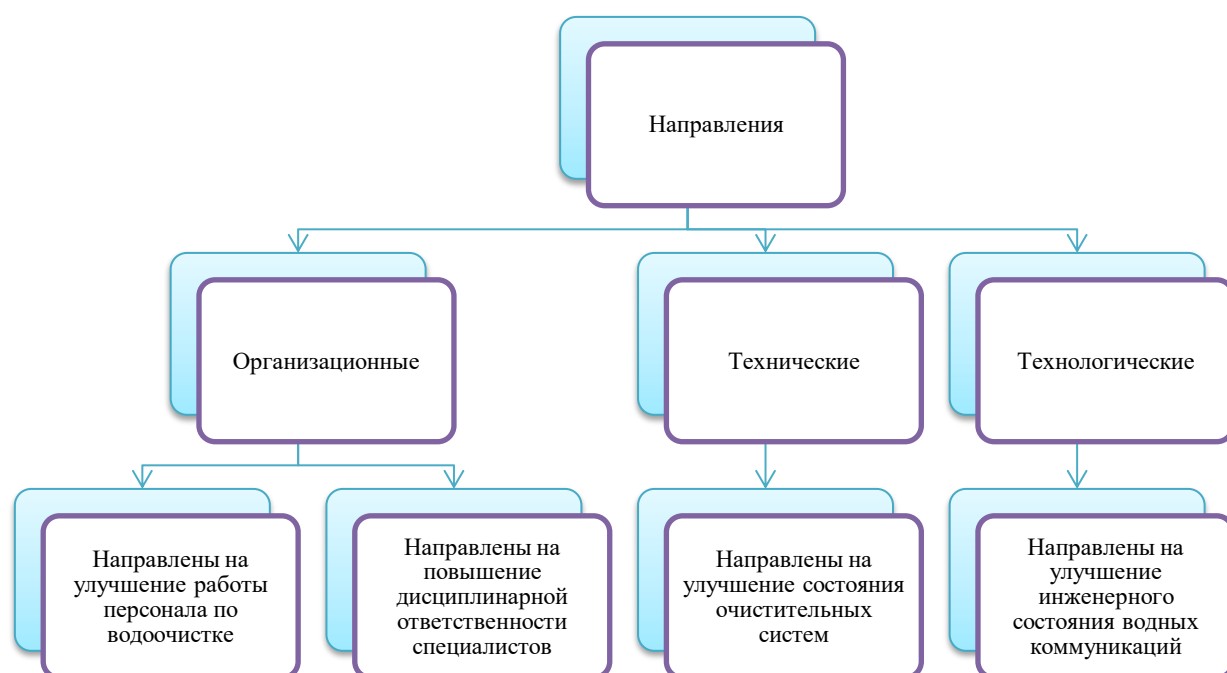 Направления
Организационные
Технические
Технологические
Направлены на
улучшение работы
персонала по
водоочистке
Направлены на
повышение
дисциплинарной
ответственности
специалистов
Направлены на
улучшение состояния
очистительных
систем
Направлены на
улучшение
инженерного
состояния водных
коммуникаций